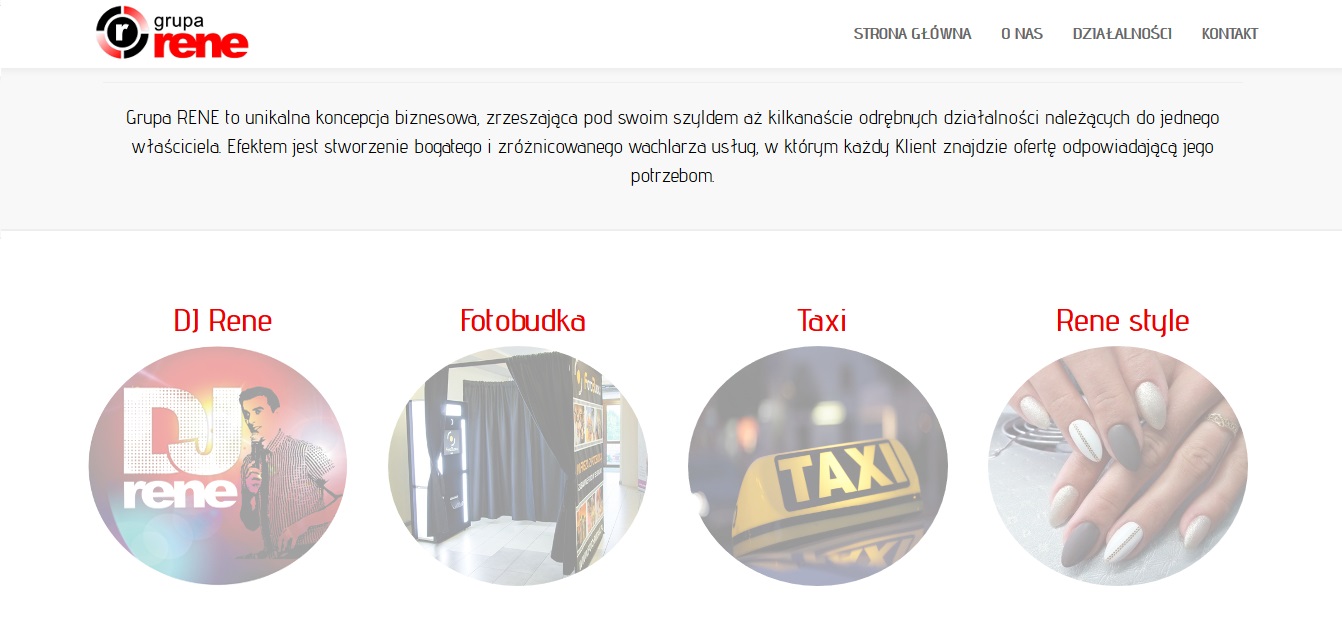 grupa
rene
STRONA GŁÓWNA O NAS DZIAŁALNOŚCI KONTAKT
Grupa RENE to unikalna koncepcja biznesowa, zrzeszająca pod swoim szyldem aż kilkanaście odrębnych działalności należących do jednego
właściciela. Efektem jest stworzenie bogatego i zróżnicowanego wachlarza usług, w którym każdy Klient znajdzie ofertę odpowiadającą jego
potrzebom.
DJ Rene Fotobudka Taxi Rene style
DJ
rene
TAXI